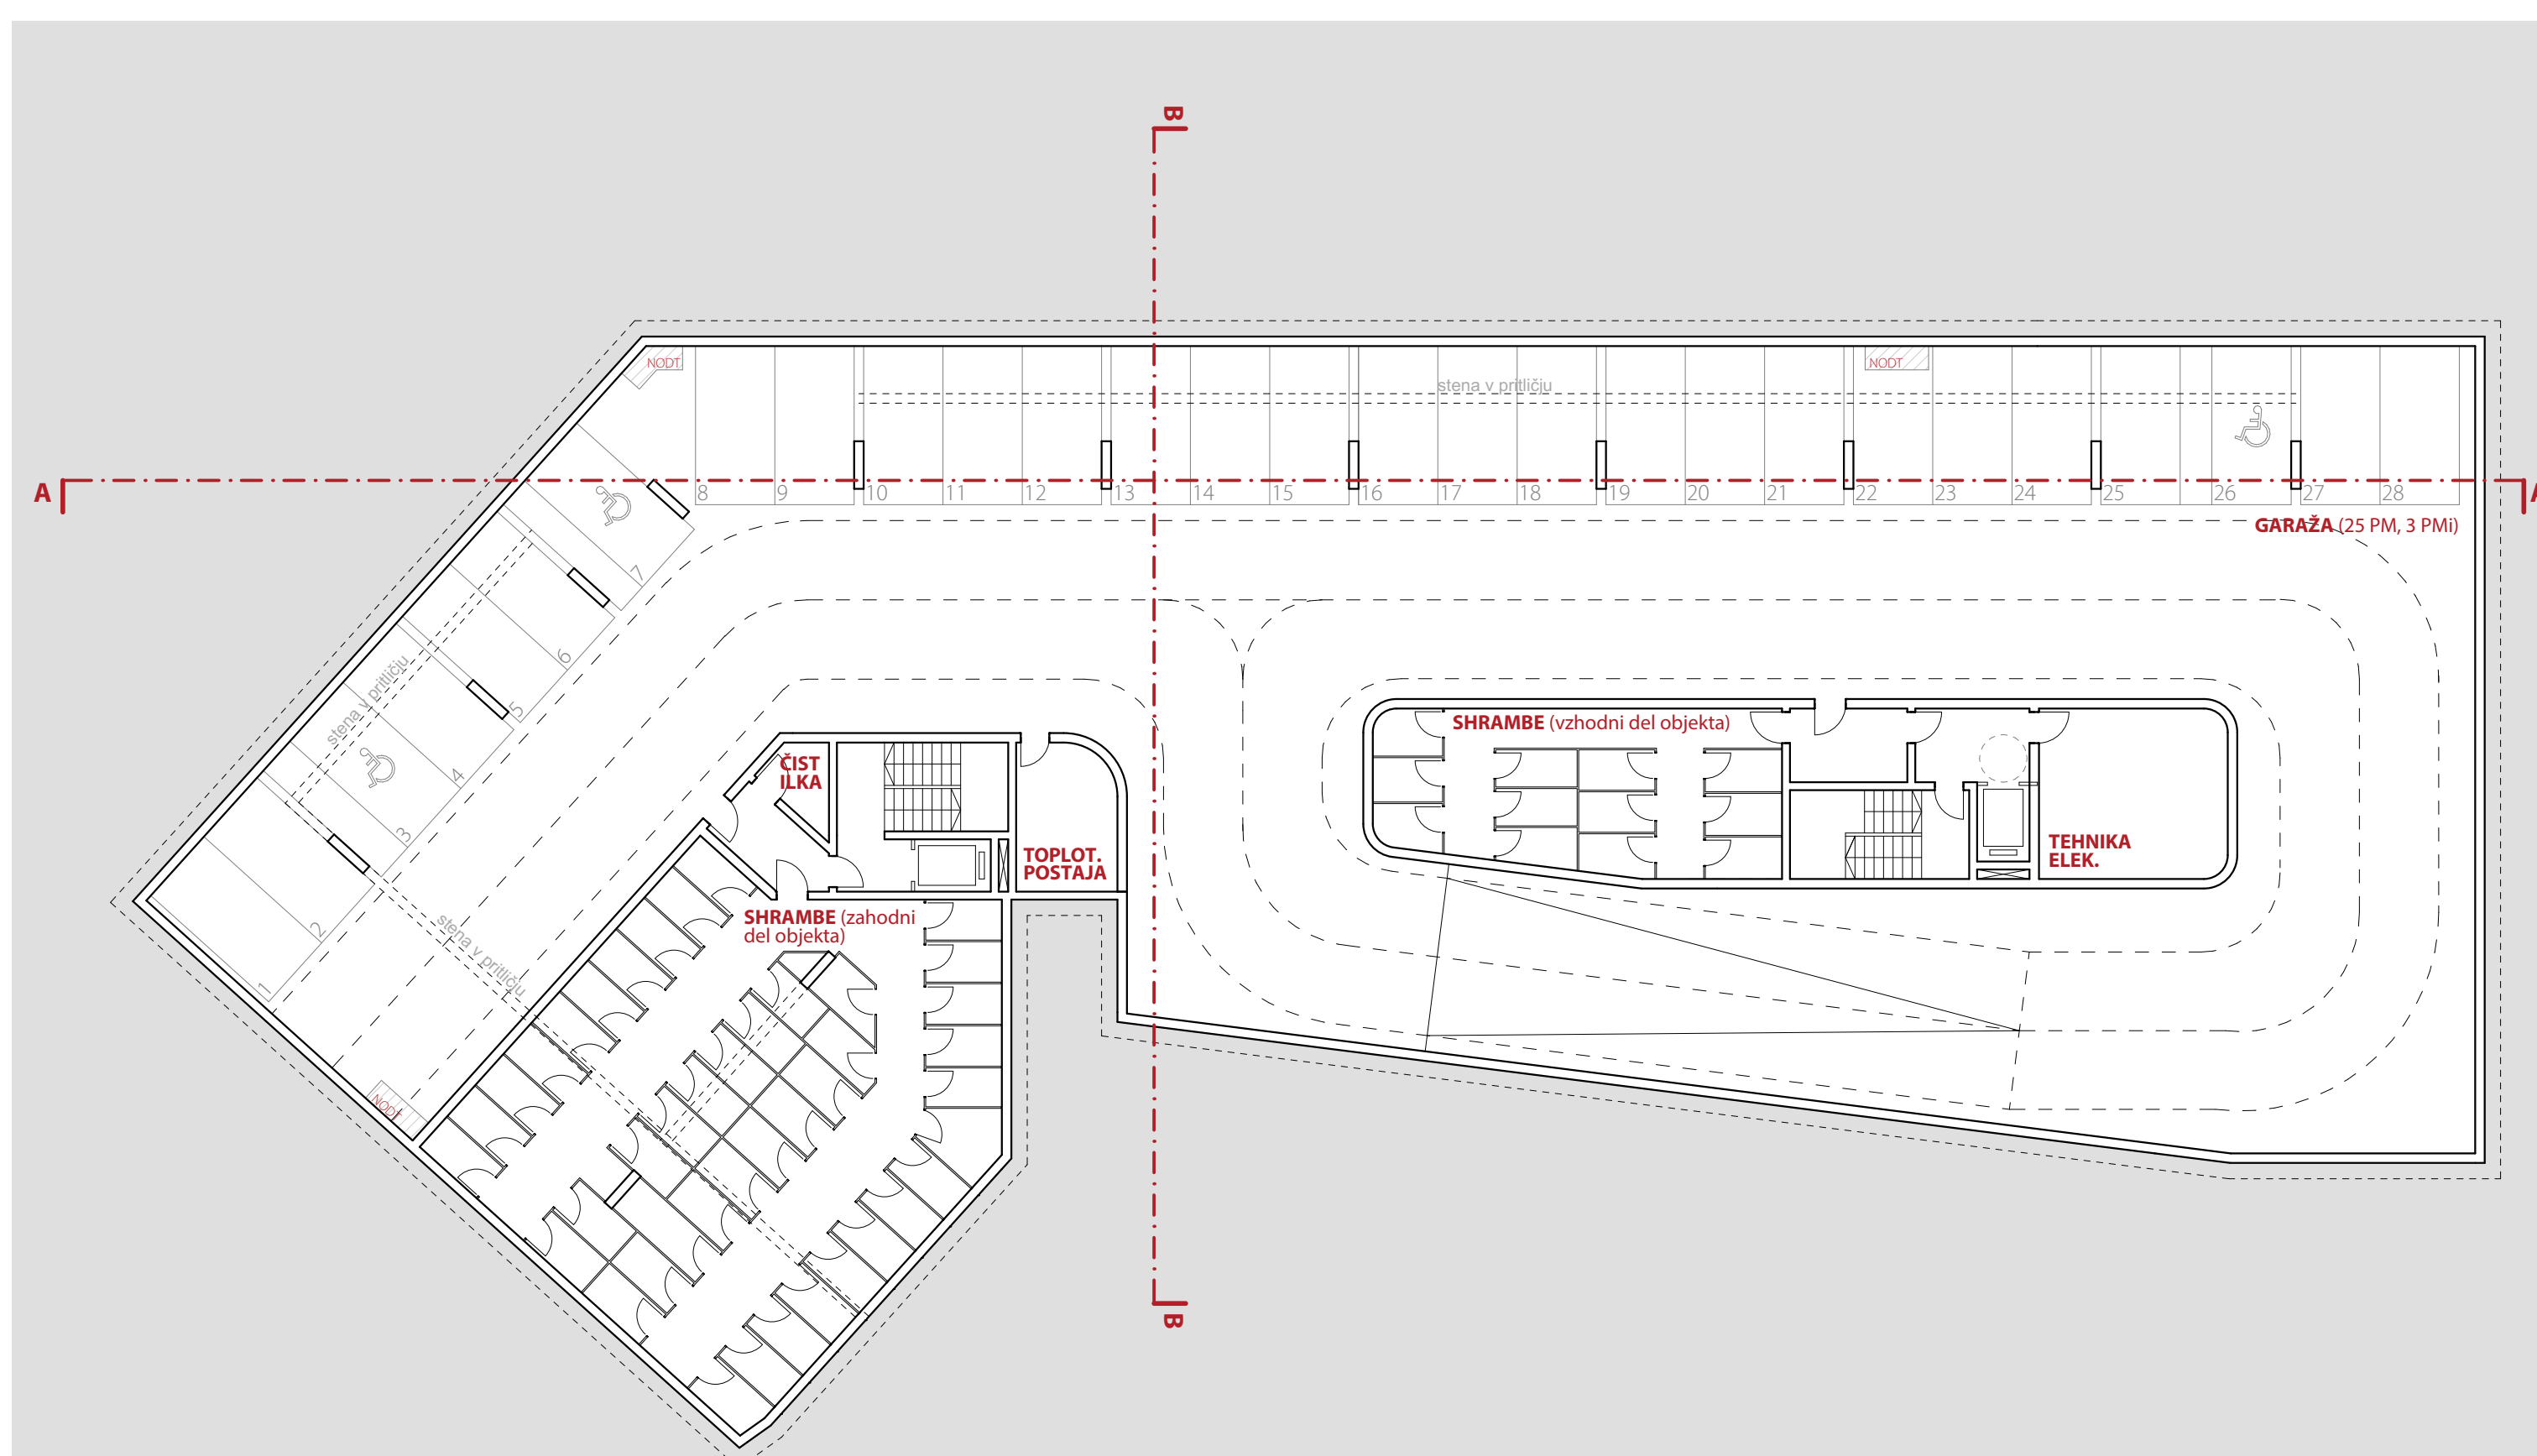 B
NODT.
NODT.
stena v pritličju
A
8 9 10 11 12 13 14 15 16 17 18 19 20 21 22 23 24 25 26 27 28
A
GARAŽA (25 PM, 3 PMi)
7
6
5
4
3
2
1
stena v pritličju
stena v pritličju
NODT.
SHRAMBE (vzhodni del objekta)
ČIST
ILKA
TOPLOT.
POSTAJA
TEHNIKA
ELEK.
SHRAMBE (zahodni
del objekta)
B